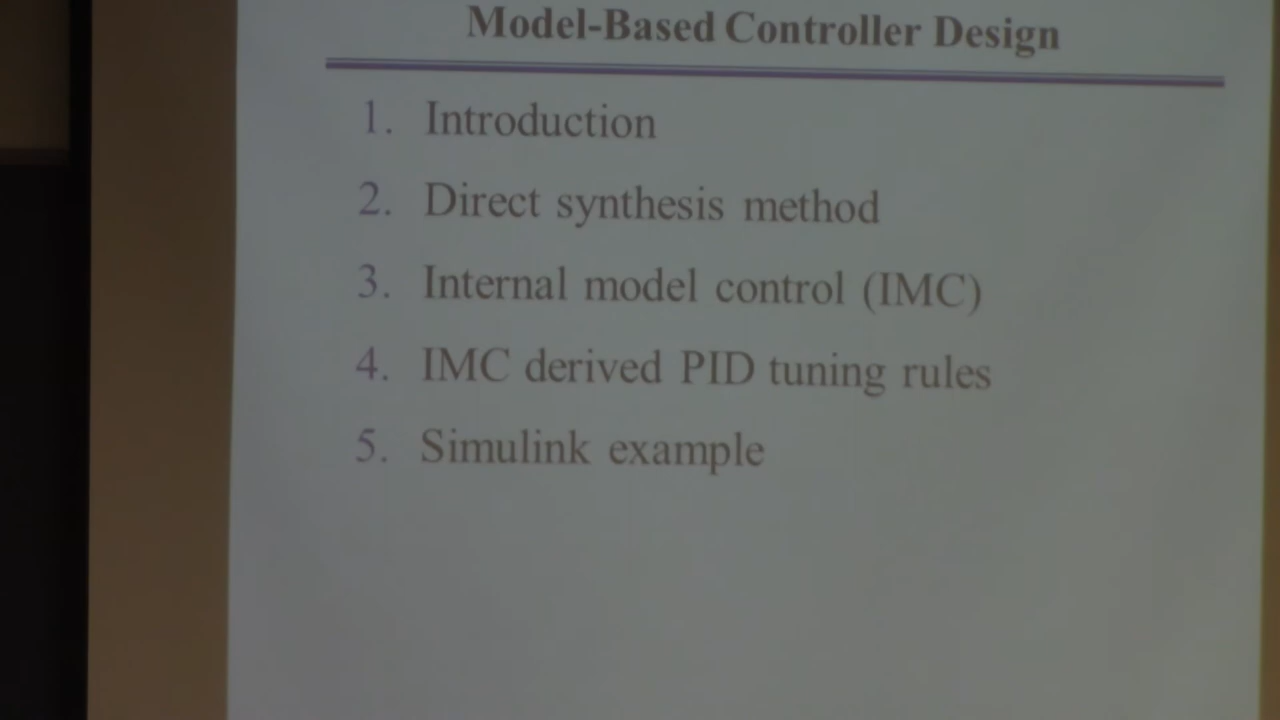 Model-Based Controller Design
1. Introduction
2. Direct synthesis method
3. Internal model control (IMC)
4. IMC derived PID tuning rules
5. Simulink example